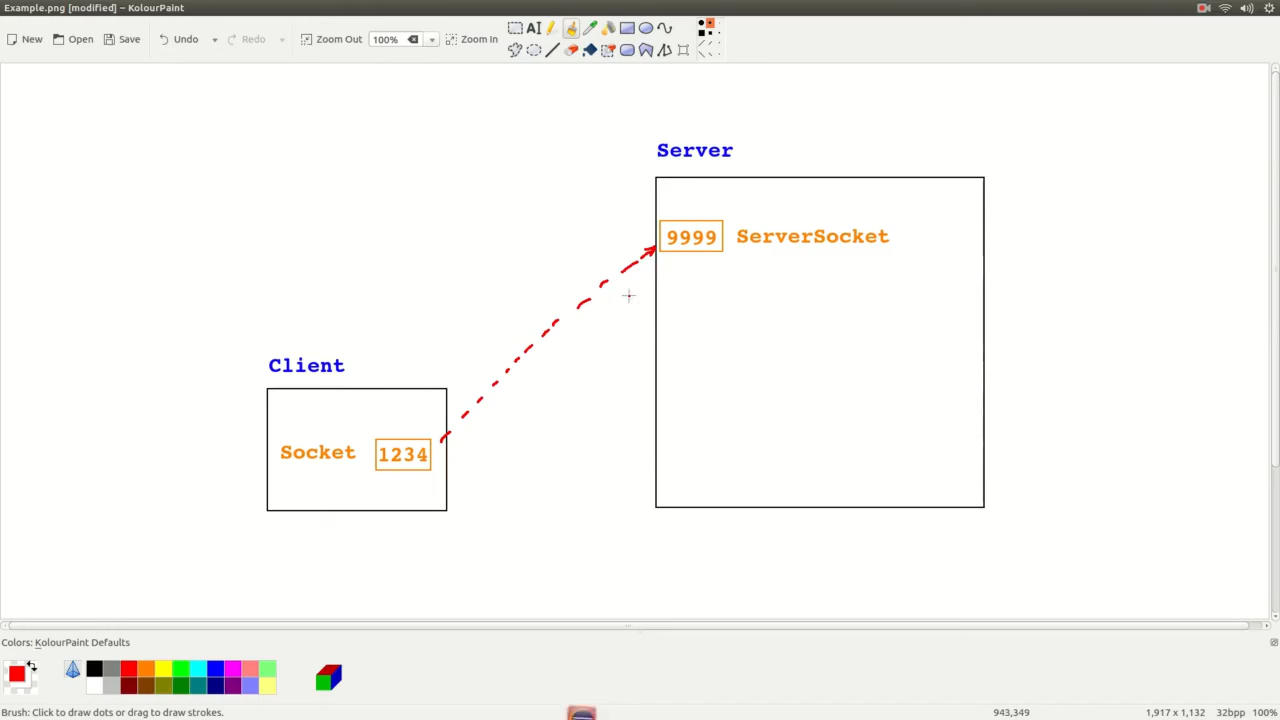 Example.png [modified] - KolourPaint
New Open Save Undo Redo Zoom Out 100% Zoom In
AI
Server
9999 ServerSocket
Client
Socket 1234
Colors: KolourPaint Defaults
Brush: Click to draw dots or drag to draw strokes. 943,349 1,917 x 1,132 32bpp 100%